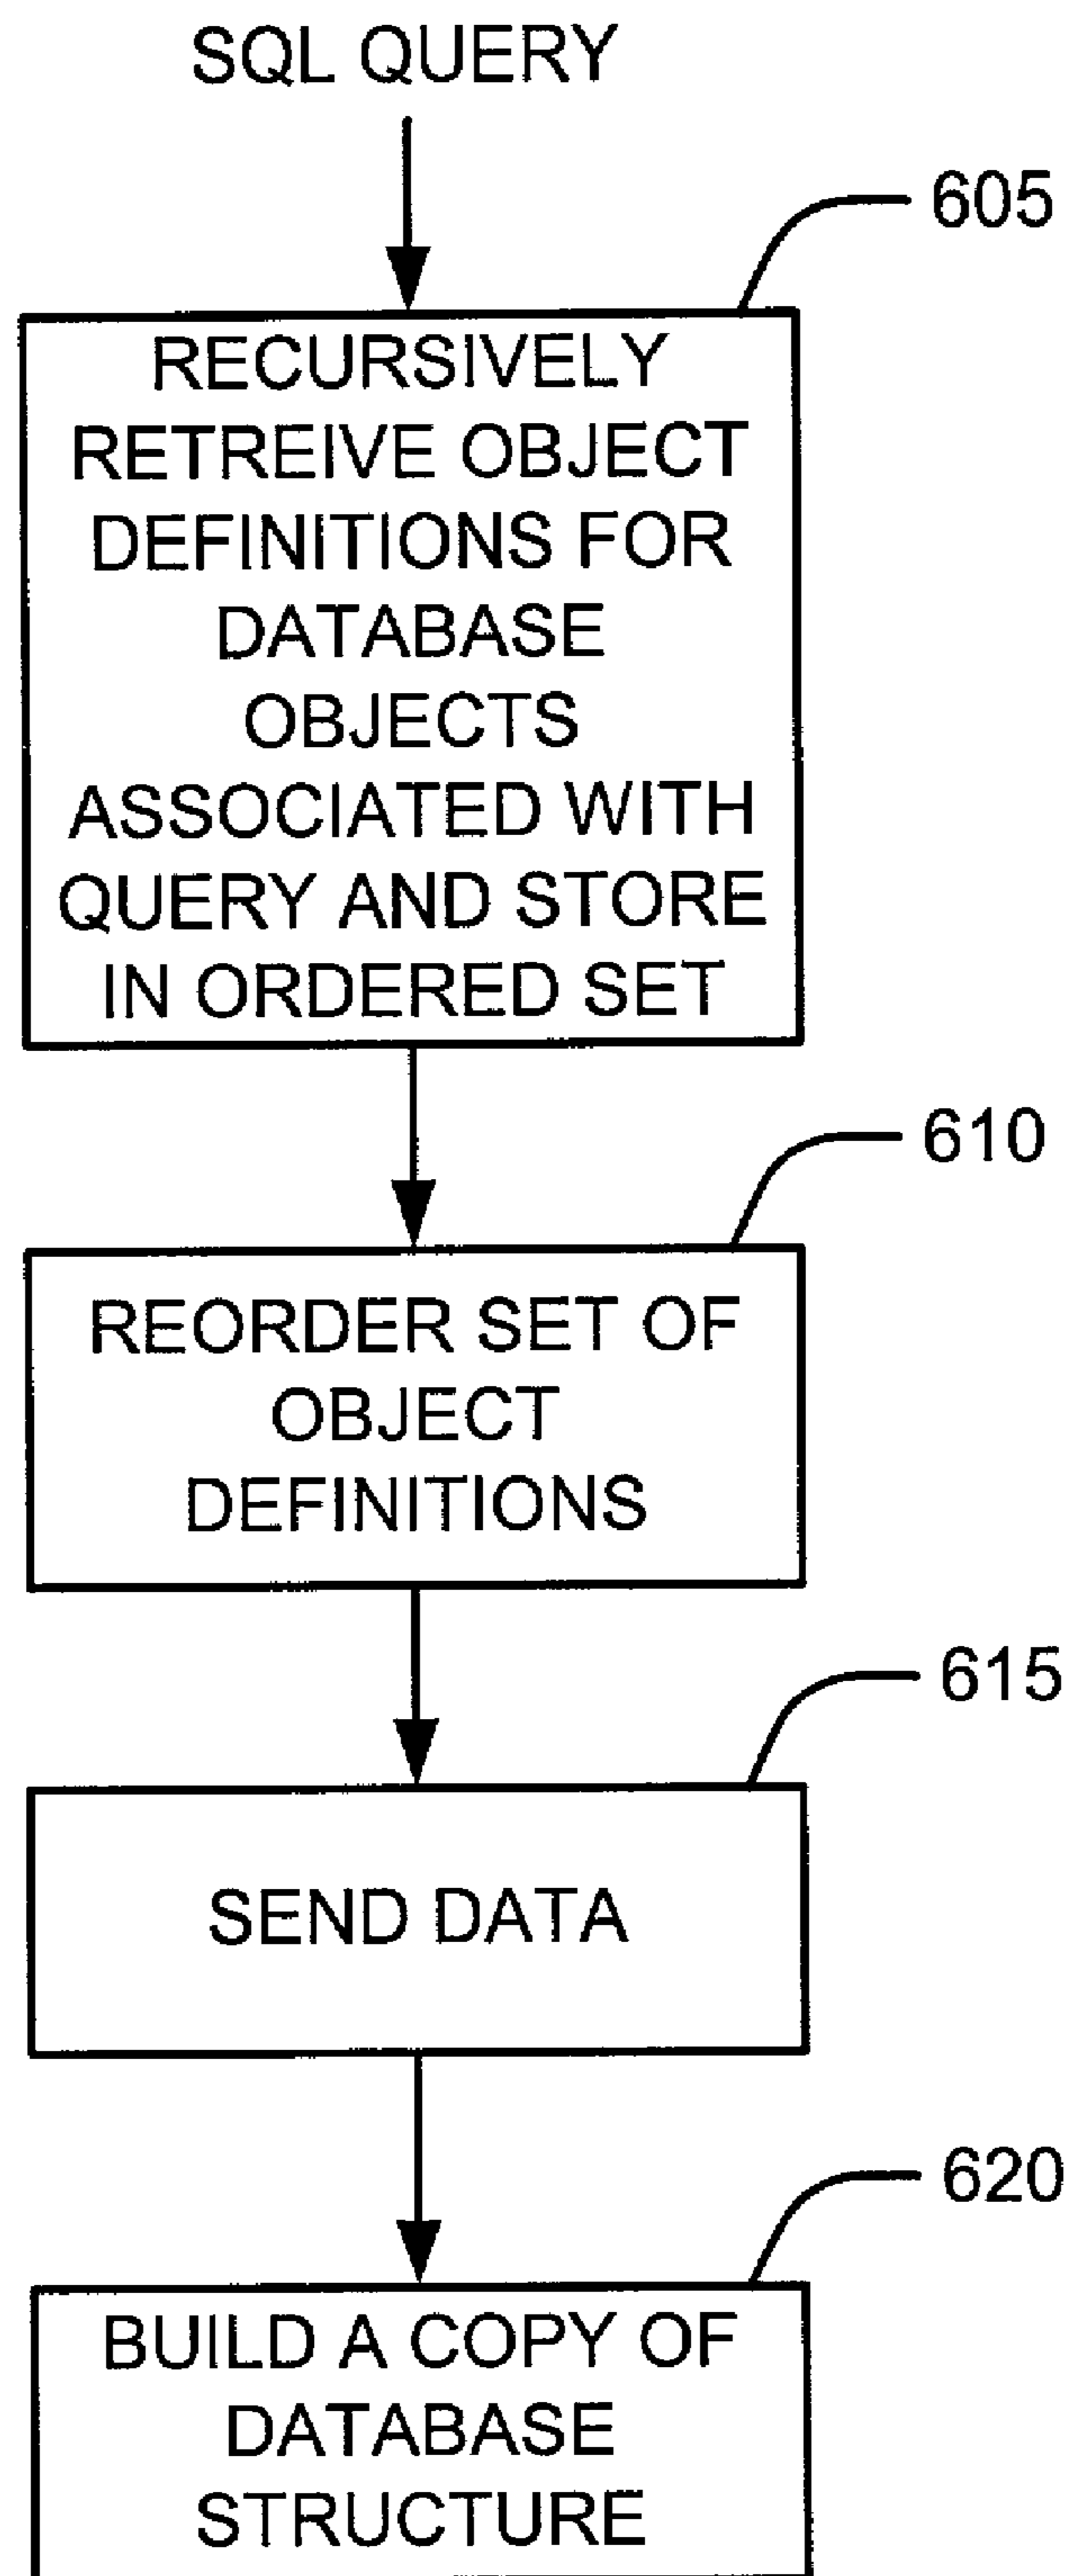 SQL QUERY
605
RECURSIVELY
RETREIVE OBJECT
DEFINITIONS FOR
DATABASE
OBJECTS
ASSOCIATED WITH
QUERY AND STORE
IN ORDERED SET
610
REORDER SET OF
OBJECT
DEFINITIONS
615
SEND DATA
620
BUILD A COPY OF
DATABASE
STRUCTURE